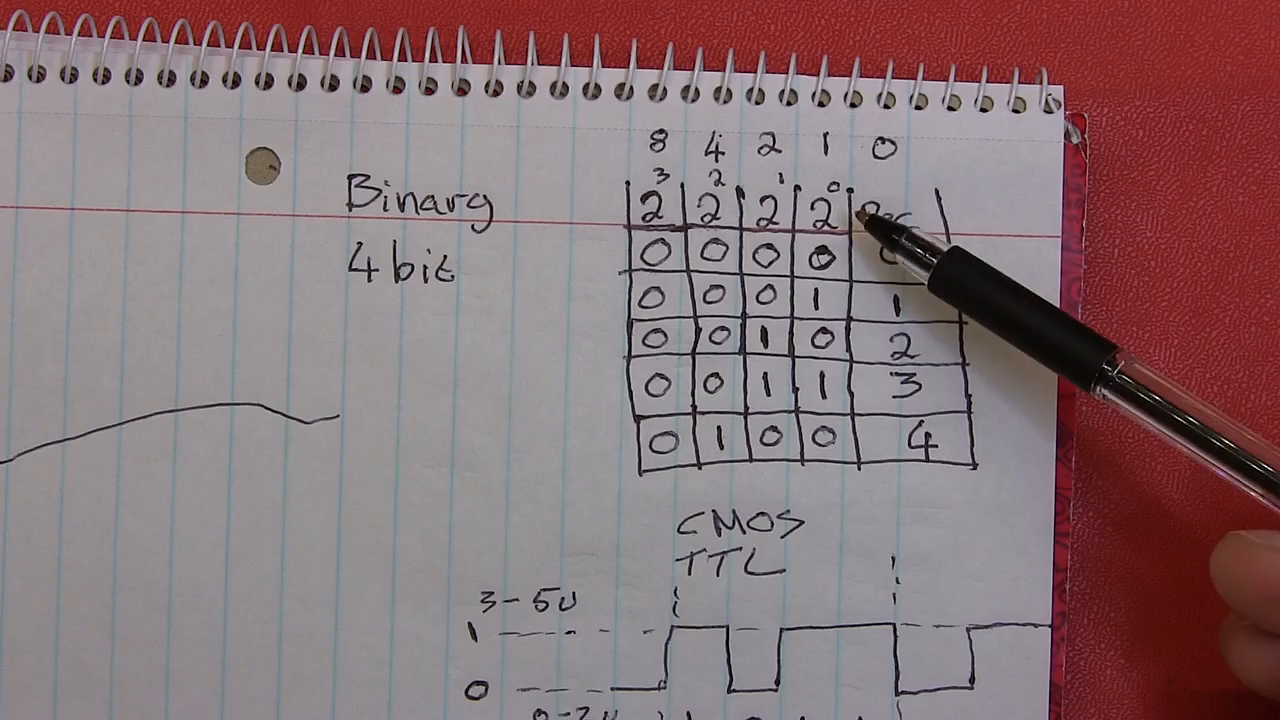 8 4 2 1 0
Binary
2³ 2² 2¹ 2⁰
4 bit
0 0 0 0
0 0 0 1 1
0 0 1 0 2
0 0 1 1 3
0 1 0 0 4
CMOS
TTL
3-5v
1
0